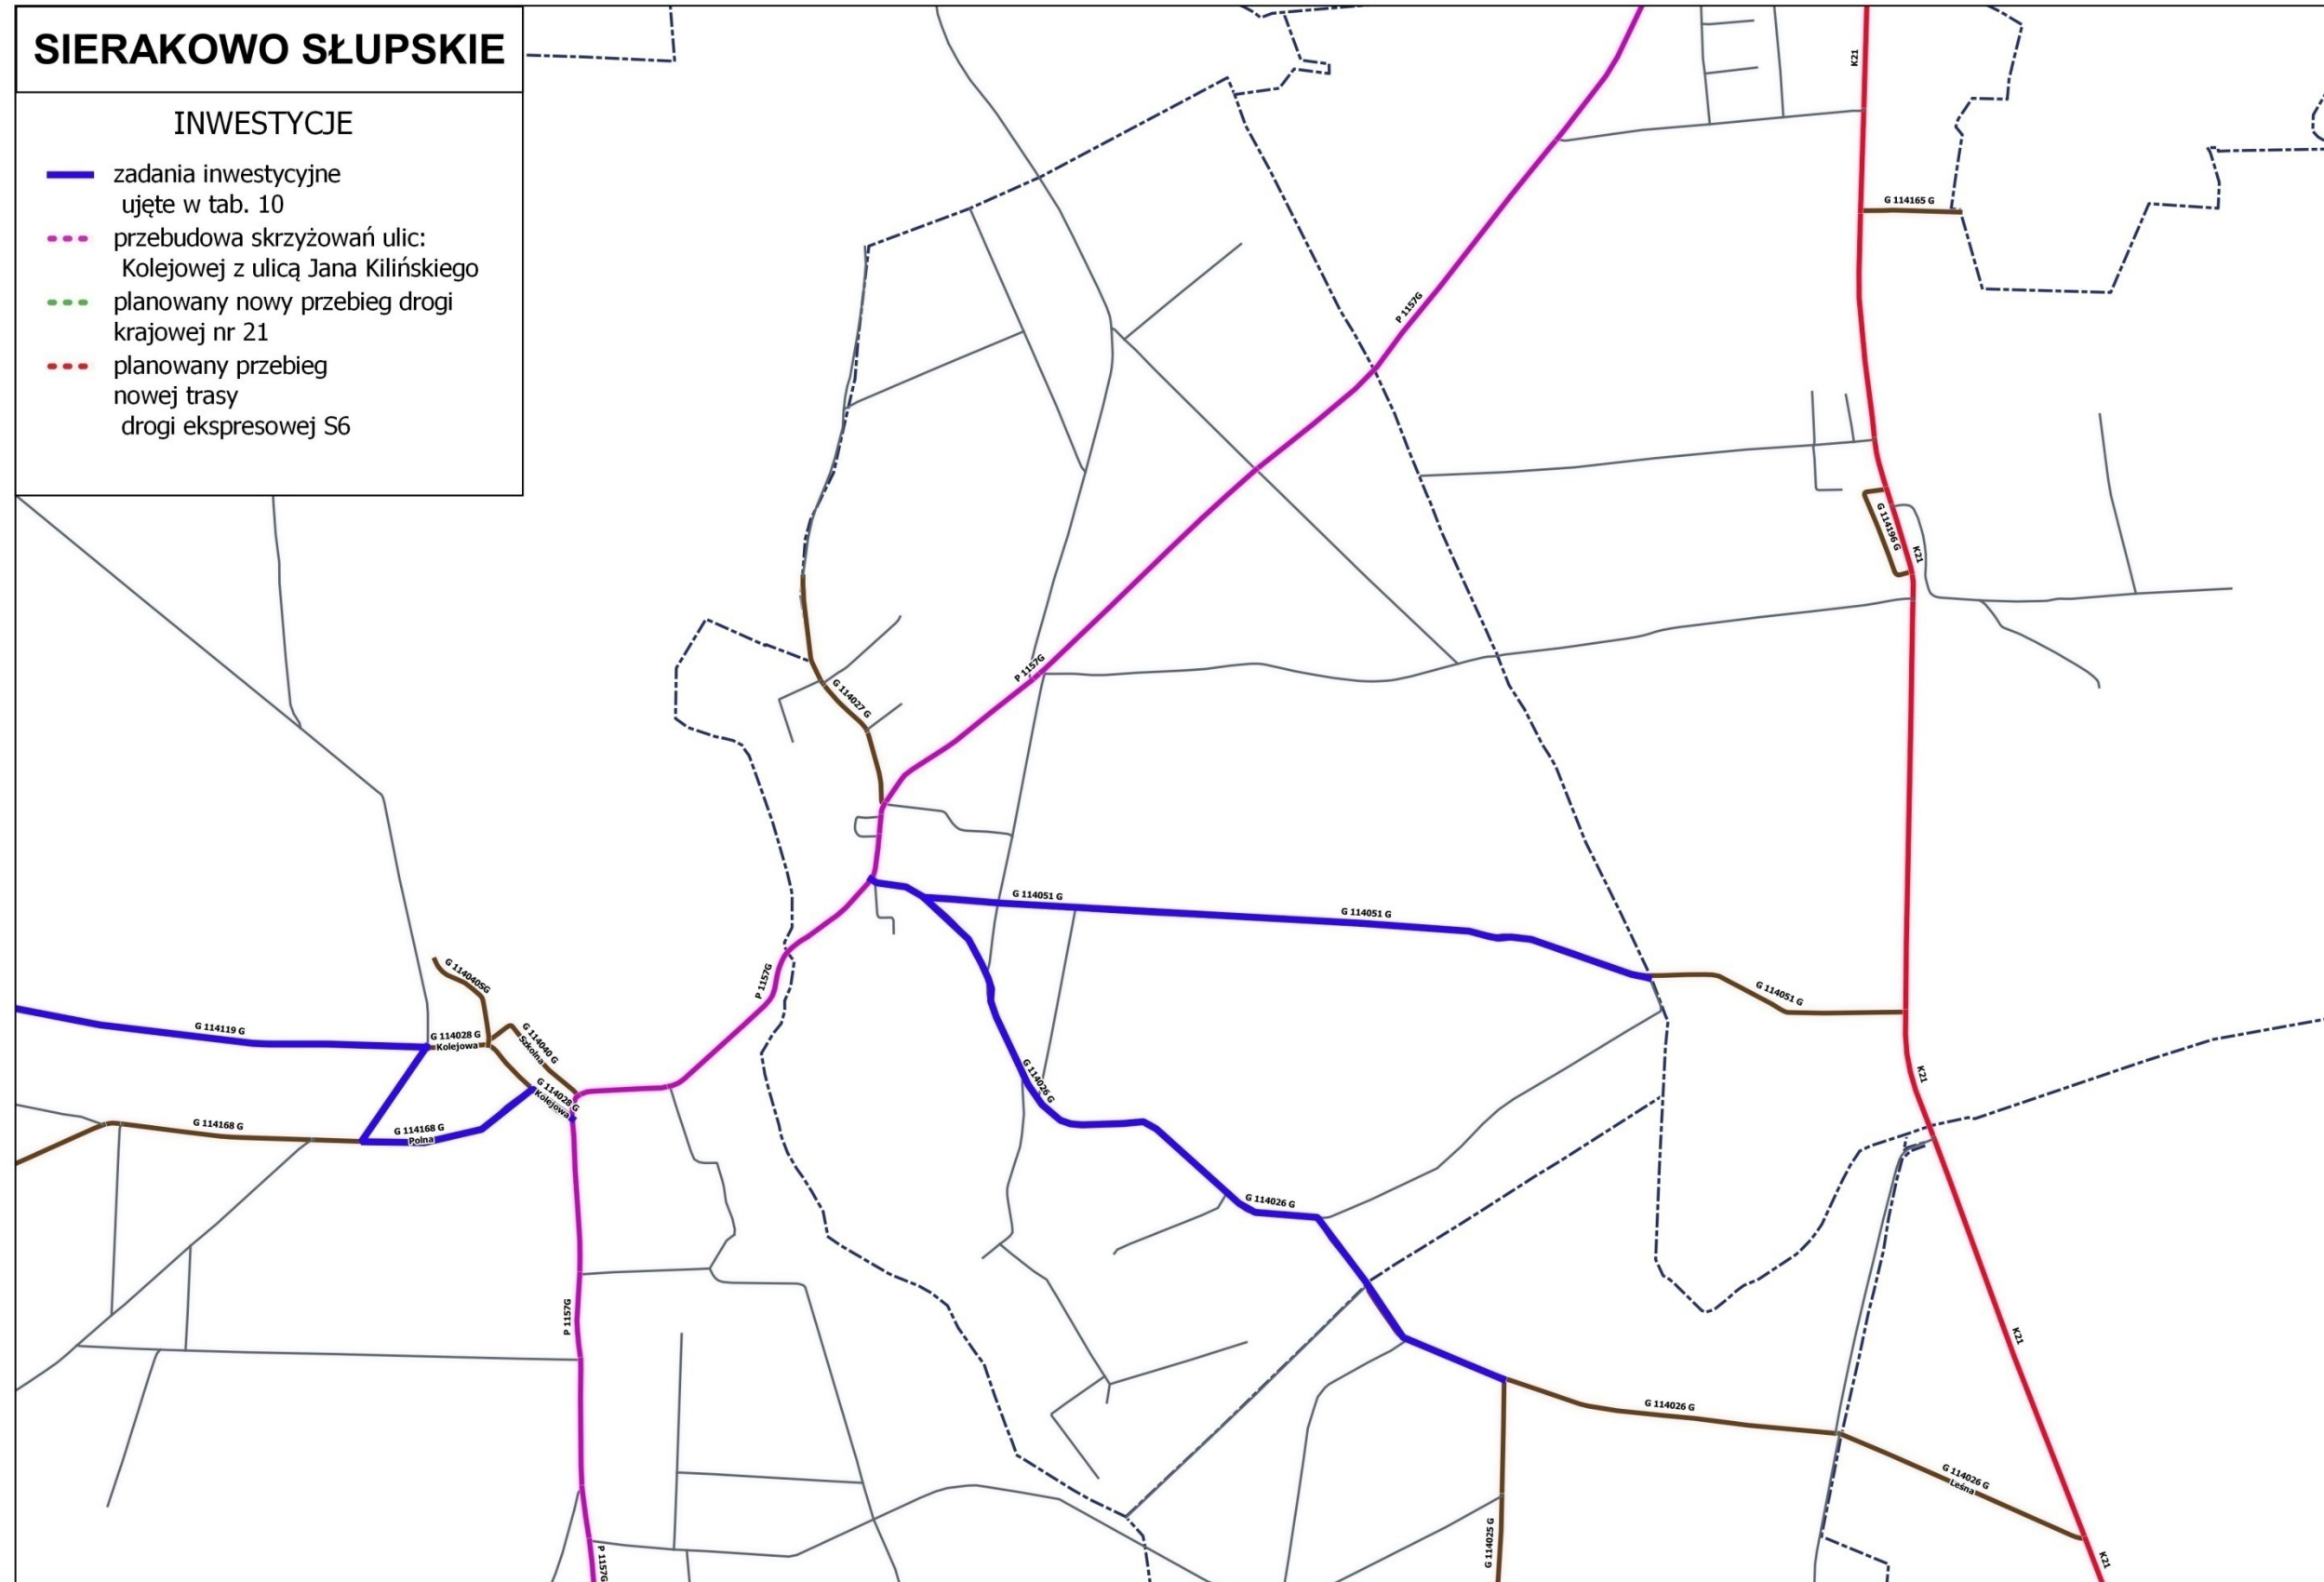 SIERAKOWO SŁUPSKIE
INWESTYCJE
zadania inwestycyjne
ujęte w tab. 10
przebudowa skrzyżowań ulic:
Kolejowej z ulicą Jana Kilińskiego
planowany nowy przebieg drogi
krajowej nr 21
planowany przebieg
nowej trasy
drogi ekspresowej S6
K21
G 114165 G
P 1157G
G 114196 G
K21
P 1157G
G 114027 G
G 114051 G
G 114051 G
G 114040SG
P 1157G
G 114051 G
G 114119 G
G 114028 G
Kolejowa
G 114040 G
Szkolna
G 114028 G
Kolejowa
G 114026 G
K21
G 114168 G
G 114168 G
Polna
G 114026 G
P 1157G
K21
G 114026 G
G 114026 G
Leśna
G 114025 G
P 1157G
K21